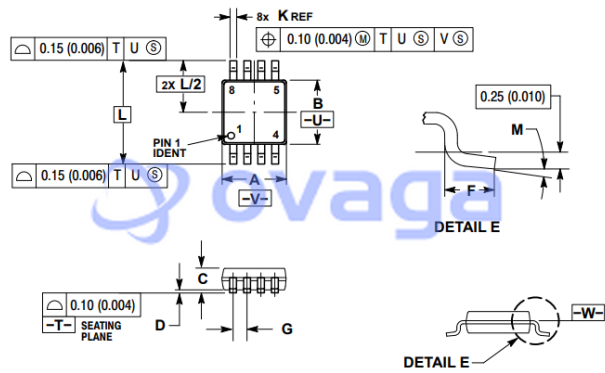 8x K REF
⌓ 0.15 (0.006) T U Ⓢ
⌖ 0.10 (0.004) Ⓜ T U Ⓢ V Ⓢ
2X L/2
8 5
B
-U-
L
1 4
PIN 1
IDENT
⌓ 0.15 (0.006) T U Ⓢ
A
-V-
0.25 (0.010)
M
F
DETAIL E
ovaga
C
⌓ 0.10 (0.004)
-T- SEATING
PLANE
D
G
-W-
DETAIL E